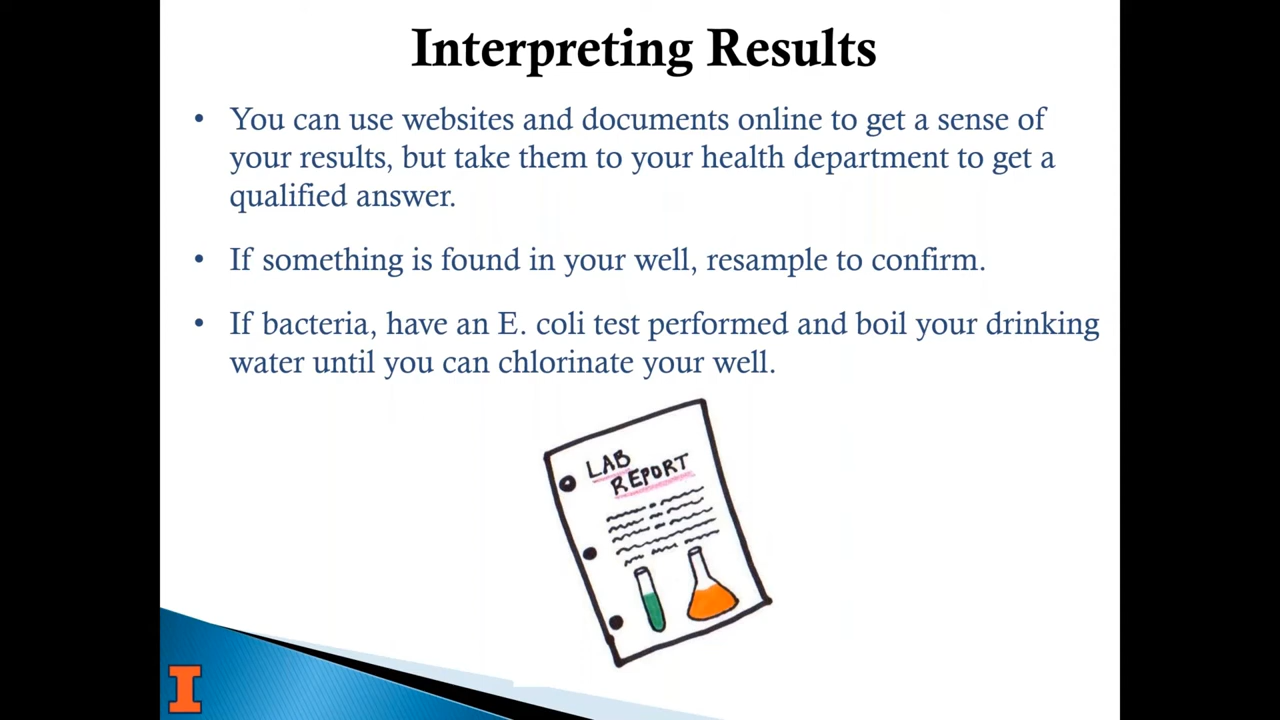 Interpreting Results
• You can use websites and documents online to get a sense of
your results, but take them to your health department to get a
qualified answer.
• If something is found in your well, resample to confirm.
• If bacteria, have an E. coli test performed and boil your drinking
water until you can chlorinate your well.
LAB
REPORT
I